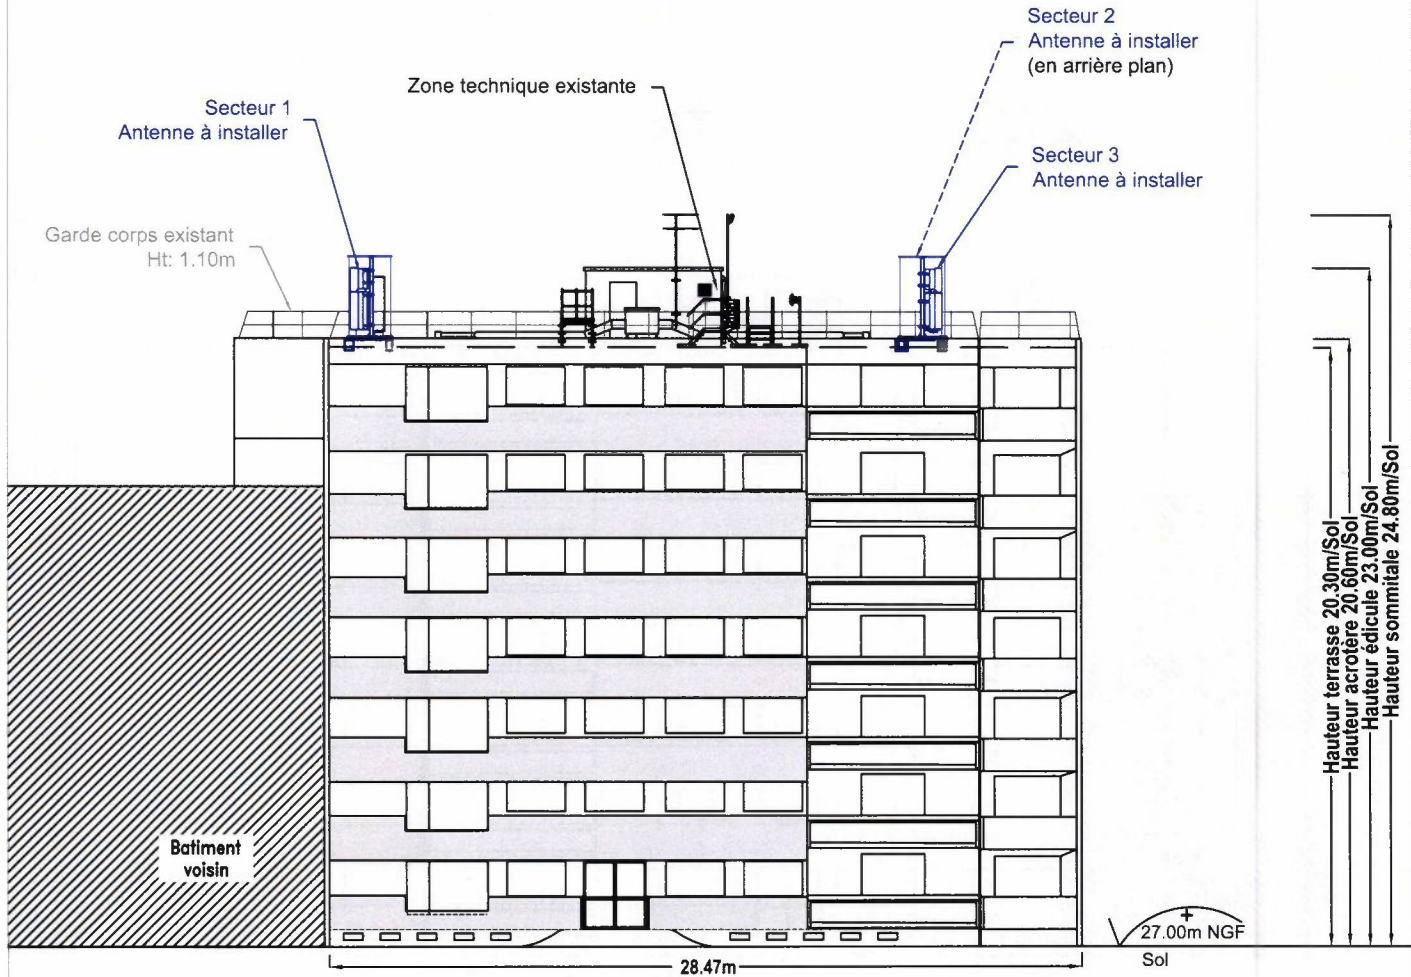 Secteur 2
Antenne à installer
(en arrière plan)
Zone technique existante
Secteur 1
Antenne à installer
Secteur 3
Antenne à installer
Garde corps existant
Ht: 1.10m
Hauteur terrasse 20.30m/Sol
Hauteur acrotère 20.60m/Sol
Hauteur édicule 23.00m/Sol
Hauteur sommitale 24.80m/Sol
Batiment
voisin
27.00m NGF
Sol
28.47m